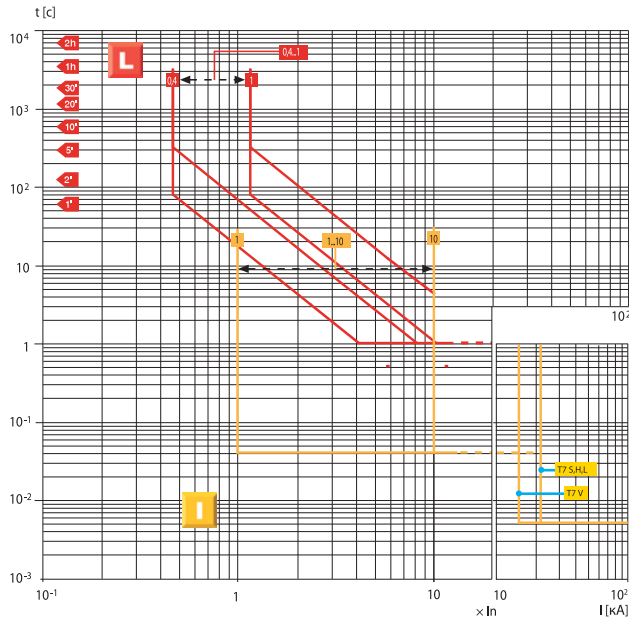 t [c]
10⁴
2h
L
0,4...1
1h
0,4
1
30'
20'
10³
10'
5'
2'
10²
1'
1
1...10
10
10
10²
1
10⁻¹
T7 S,H,L
T7 V
10⁻²
I
10⁻³
10⁻¹
1
10
10
10²
× In
I [кА]